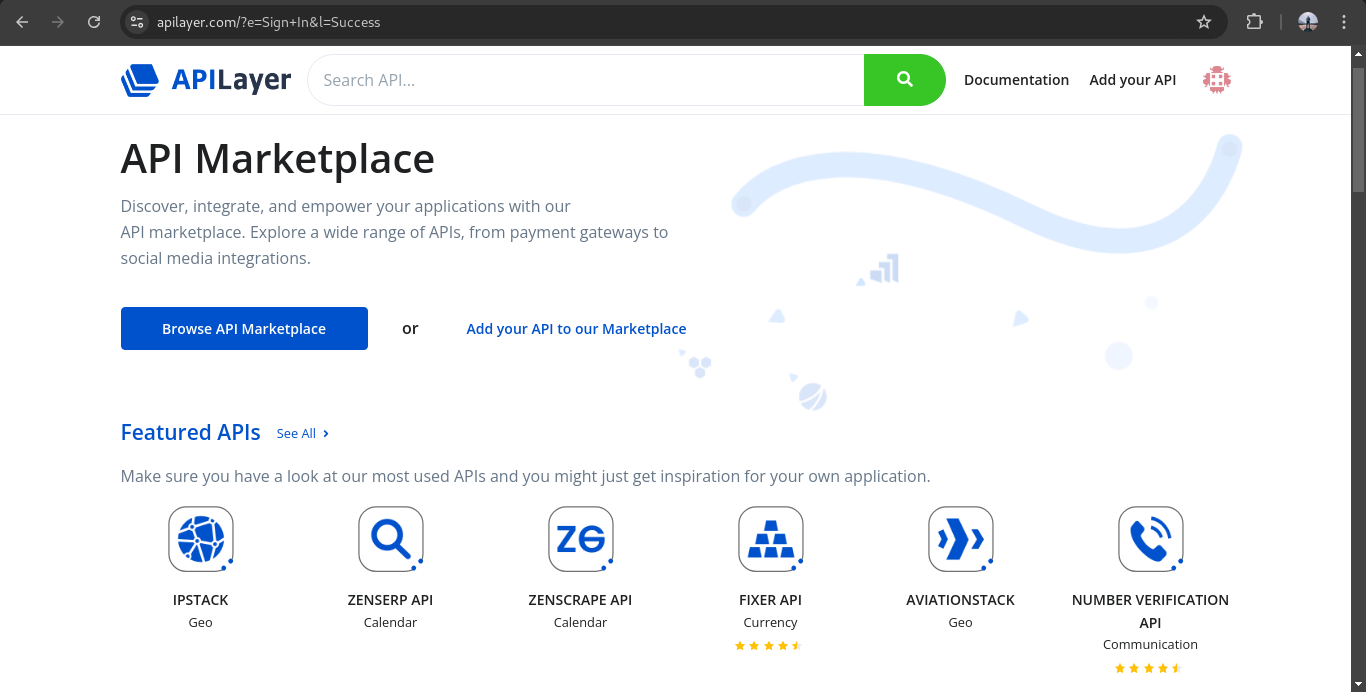 apilayer.com/?e=Sign+In&l=Success
APILayer
Search API...
Documentation
Add your API
API Marketplace
Discover, integrate, and empower your applications with our
API marketplace. Explore a wide range of APIs, from payment gateways to
social media integrations.
Browse API Marketplace
or
Add your API to our Marketplace
Featured APIs
See All
Make sure you have a look at our most used APIs and you might just get inspiration for your own application.
ZG
IPSTACK
Geo
ZENSERP API
Calendar
ZENSCRAPE API
Calendar
FIXER API
Currency
AVIATIONSTACK
Geo
NUMBER VERIFICATION
API
Communication